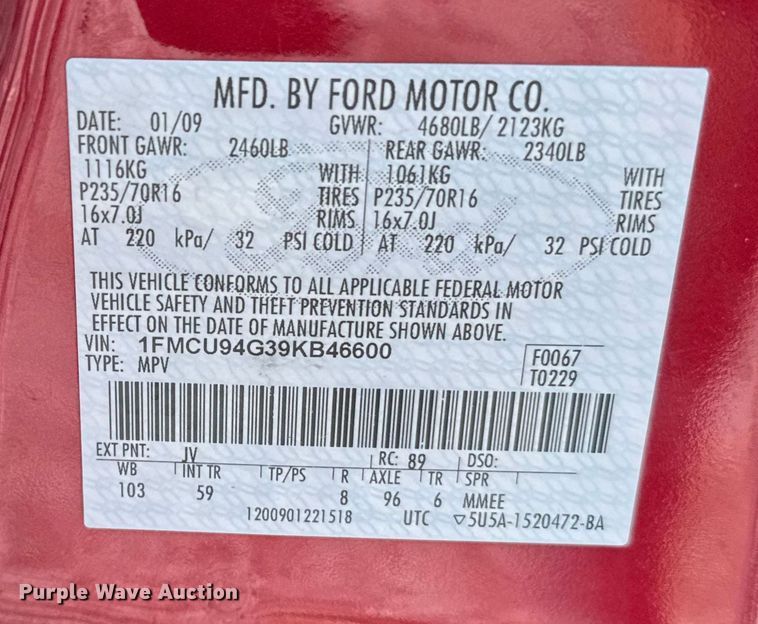 MFD. BY FORD MOTOR CO.
DATE: 01/09 GVWR: 4680LB/ 2123KG
FRONT GAWR: 2460LB REAR GAWR: 2340LB
1116KG WITH 1061KG WITH
P235/70R16 TIRES P235/70R16 TIRES
16x7.0J RIMS 16x7.0J RIMS
AT 220 kPa/ 32 PSI COLD AT 220 kPa/ 32 PSI COLD
THIS VEHICLE CONFORMS TO ALL APPLICABLE FEDERAL MOTOR
VEHICLE SAFETY AND THEFT PREVENTION STANDARDS IN
EFFECT ON THE DATE OF MANUFACTURE SHOWN ABOVE.
VIN: 1FMCU94G39KB46600 F0067
TYPE: MPV T0229
EXT PNT: JV RC: 89 DSO:
WB INT TR TP/PS R AXLE TR SPR
103 59 8 96 6 MMEE
1200901221518 UTC ▽5U5A-1520472-BA
Purple Wave Auction